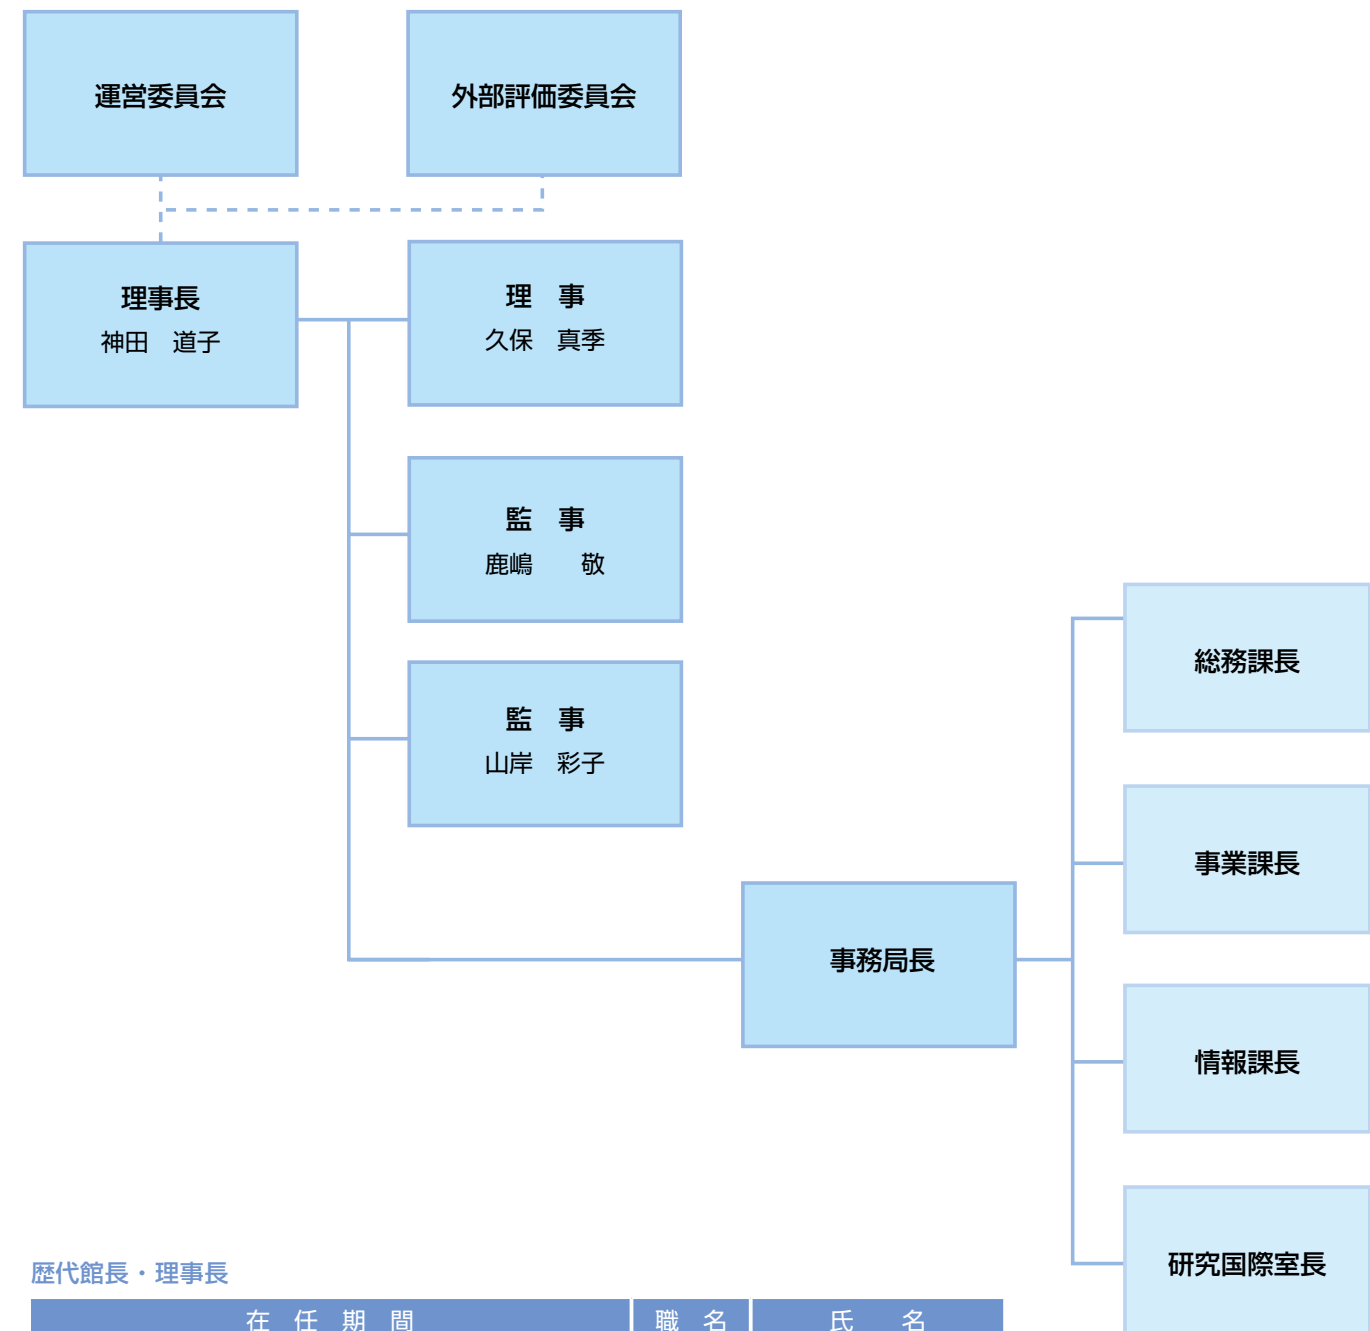 運営委員会
外部評価委員会
理事長
神田　道子
理　事
久保　真季
監　事
鹿嶋　　敬
監　事
山岸　彩子
事務局長
総務課長
事業課長
情報課長
研究国際室長
歴代館長・理事長
在　任　期　間
職　名
氏　　名